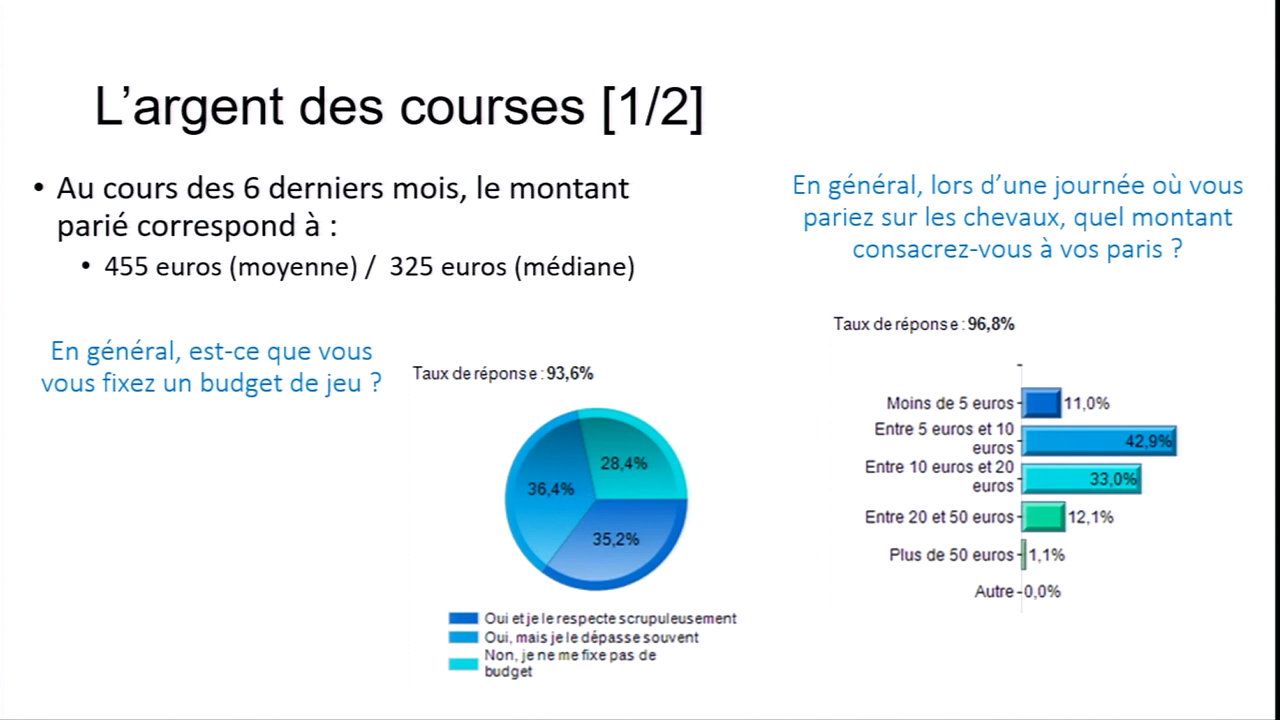 L'argent des courses [1/2]
• Au cours des 6 derniers mois, le montant
parié correspond à :
• 455 euros (moyenne) / 325 euros (médiane)
En général, est-ce que vous
vous fixez un budget de jeu ?
Taux de réponse : 93,6%
28,4%
36,4%
35,2%
Oui et je le respecte scrupuleusement
Oui, mais je le dépasse souvent
Non, je ne me fixe pas de
budget
En général, lors d'une journée où vous
pariez sur les chevaux, quel montant
consacrez-vous à vos paris ?
Taux de réponse : 96,8%
Moins de 5 euros 11,0%
Entre 5 euros et 10
euros 42,9%
Entre 10 euros et 20
euros 33,0%
Entre 20 et 50 euros 12,1%
Plus de 50 euros 1,1%
Autre 0,0%